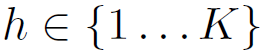 h ∈ {1 . . . K}